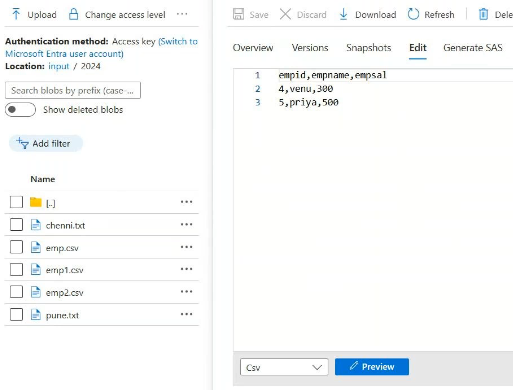 Upload Change access level ...
Authentication method: Access key (Switch to
Microsoft Entra user account)
Location: input / 2024
Search blobs by prefix (case-...
Show deleted blobs
Add filter
Name
[..]
chenni.txt
emp.csv
emp1.csv
emp2.csv
pune.txt
Save Discard Download Refresh Dele
Overview Versions Snapshots Edit Generate SAS
1 empid,empname,empsal
2 4,venu,300
3 5,priya,500
Csv Preview